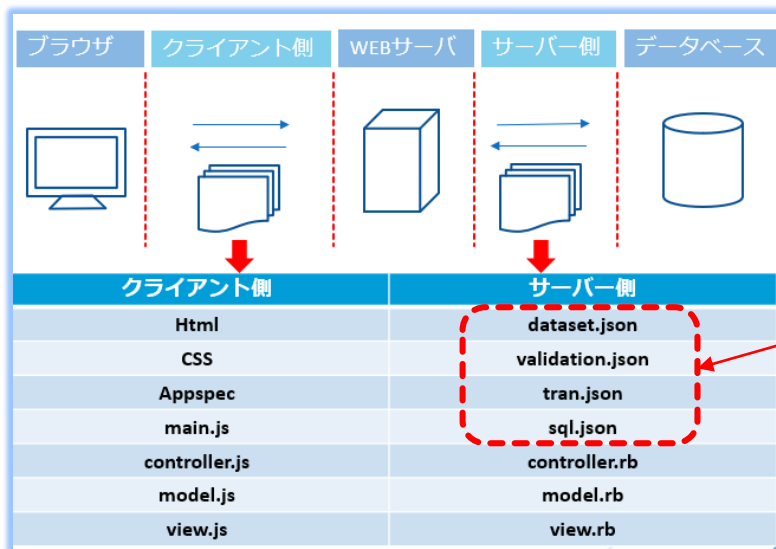 ブラウザ
クライアント側
WEBサーバ
サーバー側
データベース
クライアント側 サーバー側
Html dataset.json
CSS validation.json
Appspec tran.json
main.js sql.json
controller.js controller.rb
model.js model.rb
view.js view.rb